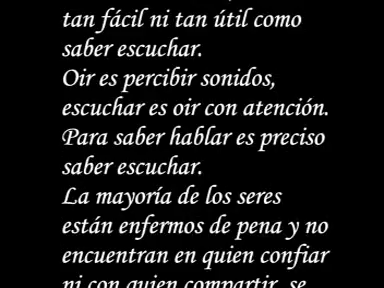 tan fácil ni tan útil como
saber escuchar.
Oir es percibir sonidos,
escuchar es oir con atención.
Para saber hablar es preciso
saber escuchar.
La mayoría de los seres
están enfermos de pena y no
encuentran en quien confiar
ni con quien compartir, se